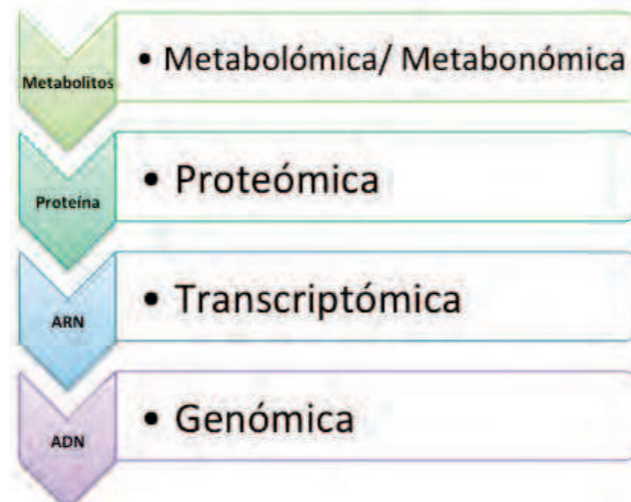 Metabolitos
• Metabolómica/ Metabonómica
Proteína
• Proteómica
ARN
• Transcriptómica
ADN
• Genómica